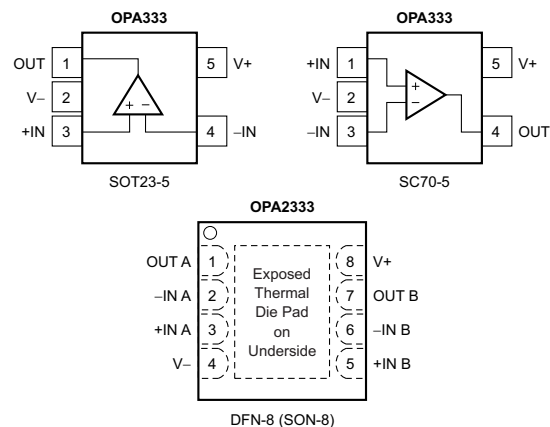 OPA333
OUT 1 5 V+
V– 2
+IN 3 + – 4 –IN
SOT23-5
OPA333
+IN 1 5 V+
V– 2 + –
–IN 3 4 OUT
SC70-5
OPA2333
OUT A 1 8 V+
–IN A 2 7 OUT B
+IN A 3 6 –IN B
V– 4 5 +IN B
Exposed
Thermal
Die Pad
on
Underside
DFN-8 (SON-8)